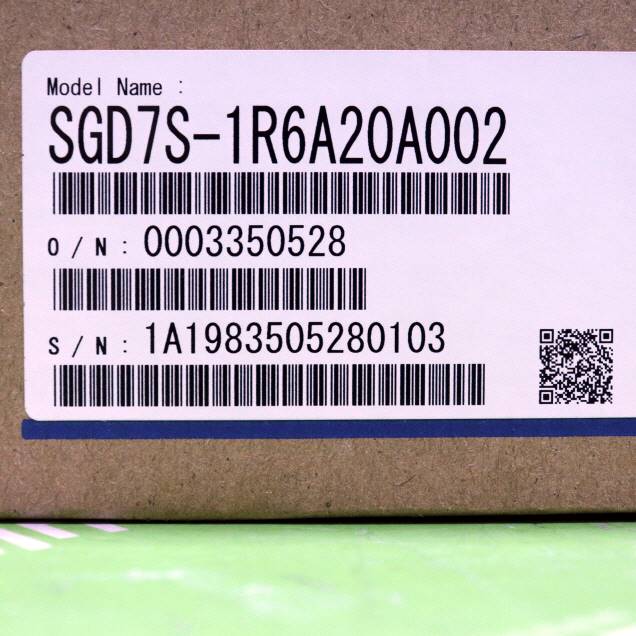 Model Name :
SGD7S-1R6A20A002
O/N: 0003350528
S/N: 1A1983505280103